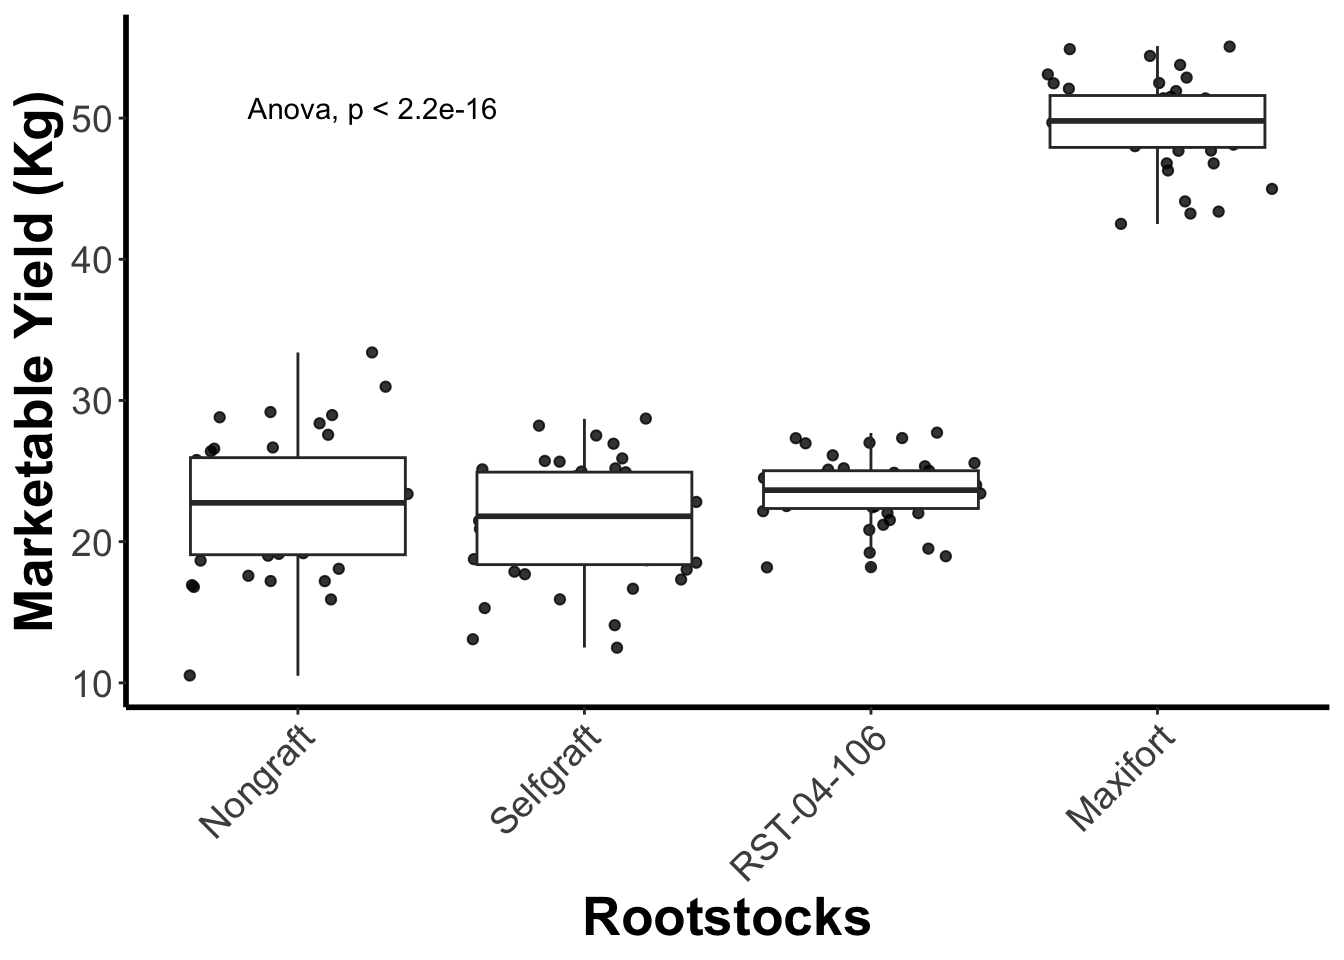 Marketable Yield (Kg)
50
40
30
20
10
Anova, p < 2.2e-16
Nongraft
Selfgraft
RST-04-106
Maxifort
Rootstocks